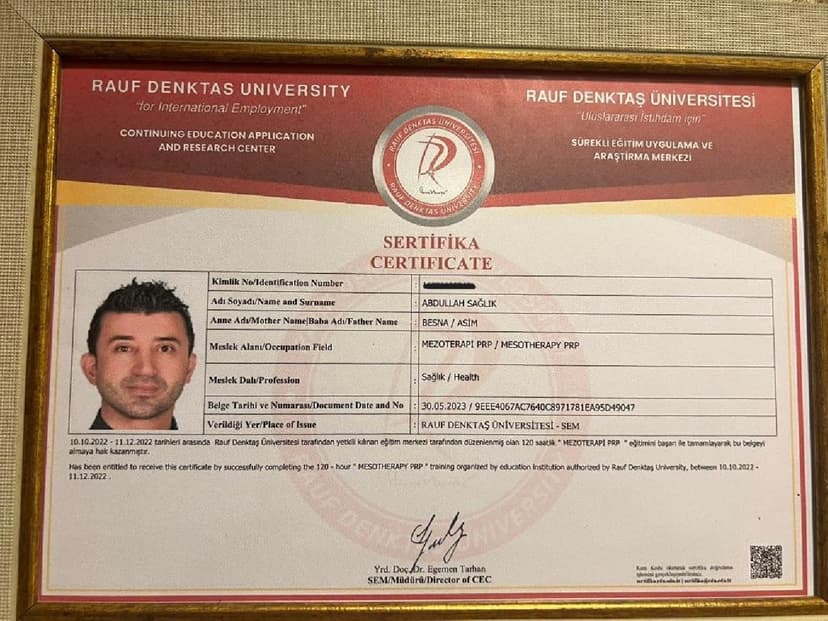 RAUF DENKTAS UNIVERSITY
"for International Employment"
CONTINUING EDUCATION APPLICATION
AND RESEARCH CENTER
RAUF DENKTAŞ ÜNİVERSİTESİ
"Uluslararası İstihdam için"
SÜREKLİ EĞİTİM UYGULAMA VE
ARAŞTIRMA MERKEZİ
RAUF DENKTAŞ ÜNİVERSİTESİ
RAUF DENKTAS UNIVERSITY
SERTİFİKA
CERTIFICATE
Kimlik No/Identification Number :
Adı Soyadı/Name and Surname : ABDULLAH SAĞLIK
Anne Adı/Mother Name|Baba Adı/Father Name : BESNA / ASIM
Meslek Alanı/Occupation Field : MEZOTERAPİ PRP / MESOTHERAPY PRP
Meslek Dalı/Profession : Sağlık / Health
Belge Tarihi ve Numarası/Document Date and No : 30.05.2023 / 9EEE4067AC7640C8971781EA95D49047
Verildiği Yer/Place of Issue : RAUF DENKTAŞ ÜNİVERSİTESİ - SEM
10.10.2022 - 11.12.2022 tarihleri arasında Rauf Denktaş Üniversitesi tarafından yetkili kılınan eğitim merkezi tarafından düzenlenmiş olan 120 saatlik " MEZOTERAPİ PRP " eğitimini başarı ile tamamlayarak bu belgeyi
almaya hak kazanmıştır.
Has been entitled to receive this certificate by successfully completing the 120 - hour " MESOTHERAPY PRP " training organized by education institution authorized by Rauf Denktaş University, between 10.10.2022 -
11.12.2022 .
Yrd. Doç. Dr. Egemen Tarhan
SEM/Müdürü/Director of CEC